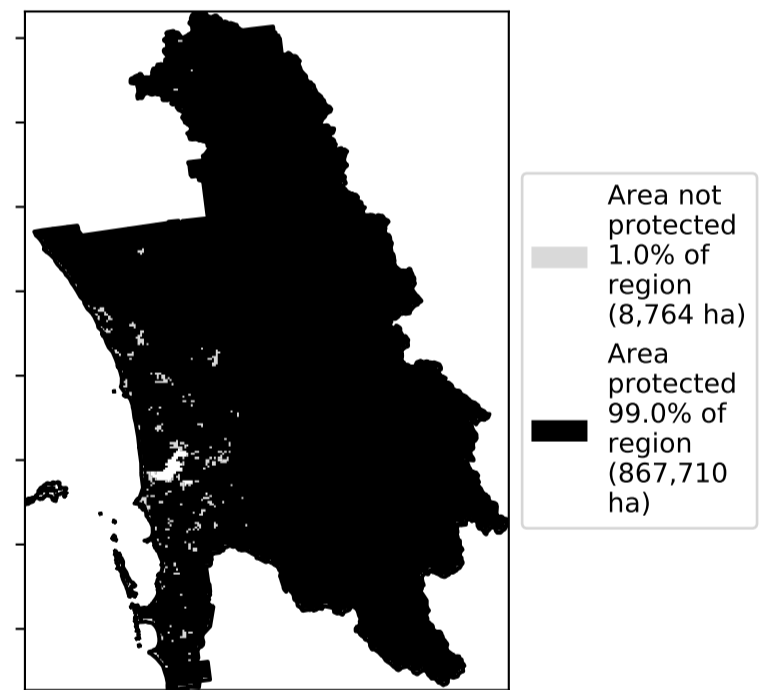 Area not
protected
1.0% of
region
(8,764 ha)
Area
protected
99.0% of
region
(867,710
ha)